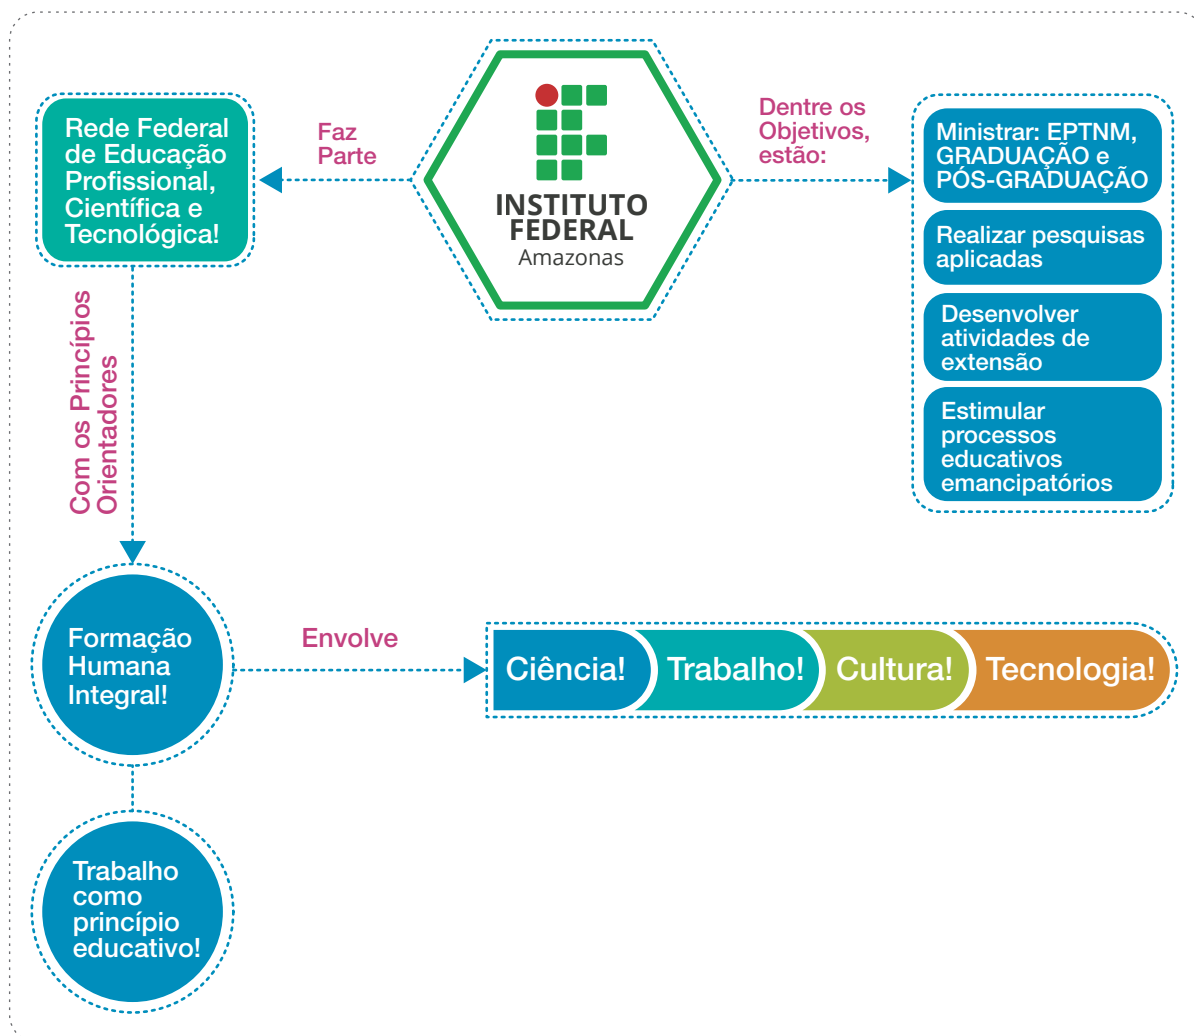 Rede Federal
de Educação
Profissional,
Científica e
Tecnológica!
Faz
Parte
INSTITUTO
FEDERAL
Amazonas
Dentre os
Objetivos,
estão:
Ministrar: EPTNM,
GRADUAÇÃO e
PÓS-GRADUAÇÃO
Realizar pesquisas
aplicadas
Desenvolver
atividades de
extensão
Estimular
processos
educativos
emancipatórios
Com os Princípios
Orientadores
Formação
Humana
Integral!
Envolve
Ciência! Trabalho! Cultura! Tecnologia!
Trabalho
como
princípio
educativo!